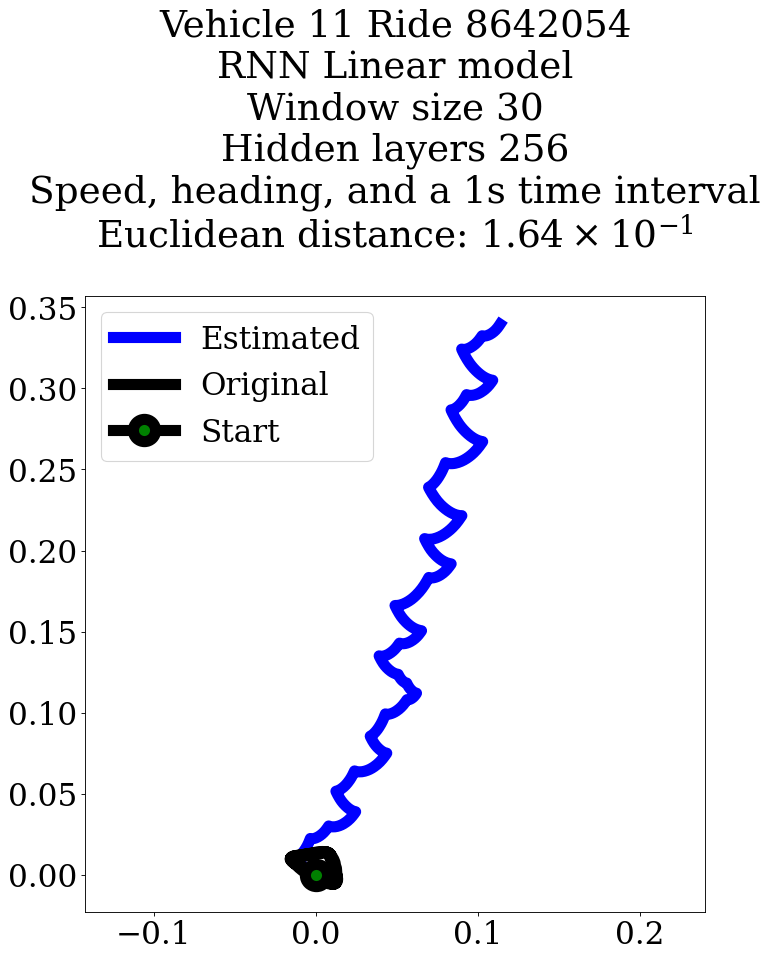 Vehicle 11 Ride 8642054
RNN Linear model
Window size 30
Hidden layers 256
Speed, heading, and a 1s time interval
Euclidean distance: 1.64 × 10⁻¹
0.35
0.30
0.25
0.20
0.15
0.10
0.05
0.00
Estimated
Original
Start
−0.1
0.0
0.1
0.2